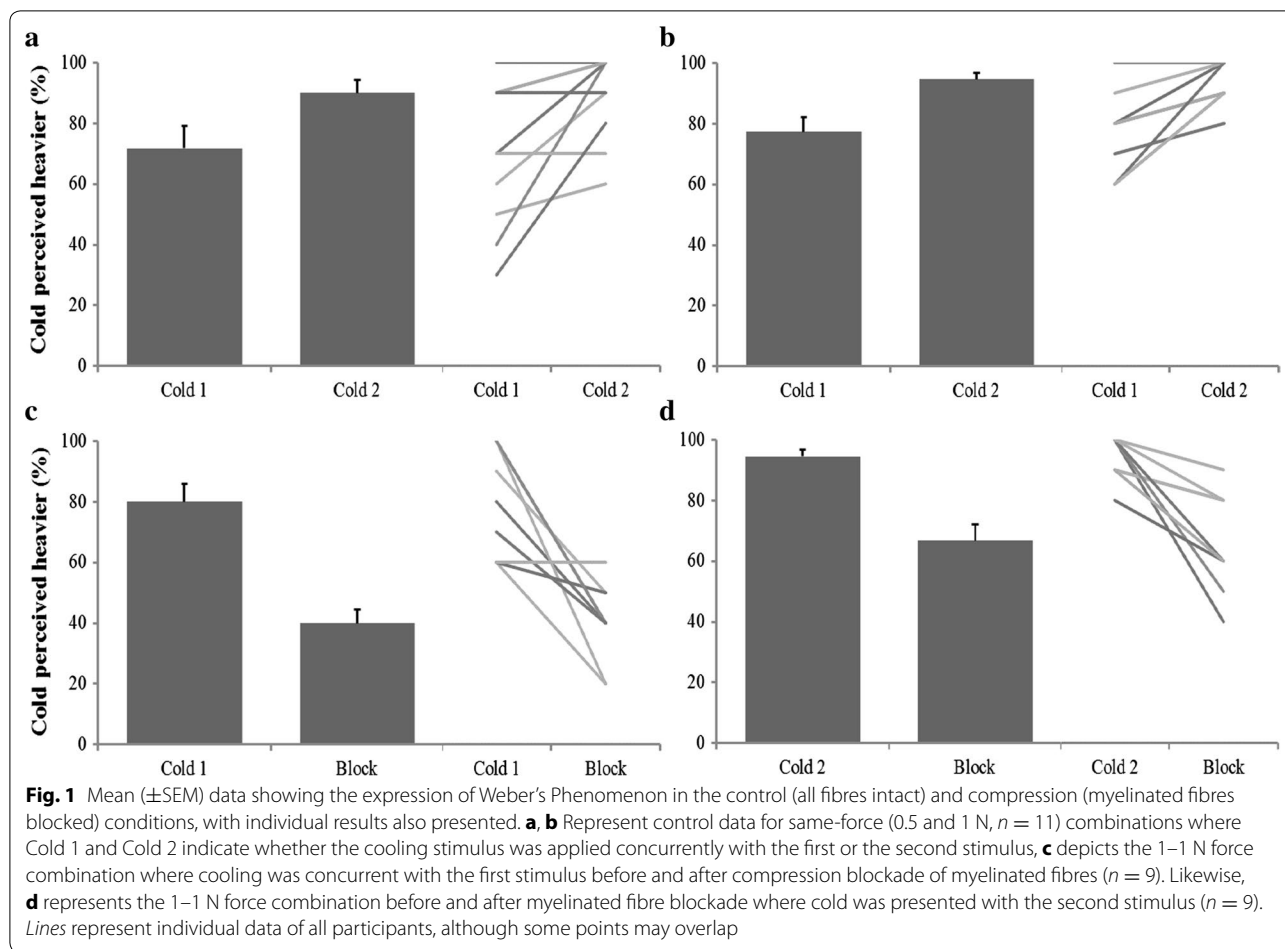 a
b
Cold perceived heavier (%)
100
80
60
40
20
0
Cold 1
Cold 2
Cold 1
Cold 2
100
80
60
40
20
0
Cold 1
Cold 2
Cold 1
Cold 2
c
d
Cold perceived heavier (%)
100
80
60
40
20
0
Cold 1
Block
Cold 1
Block
100
80
60
40
20
0
Cold 2
Block
Cold 2
Block
Fig. 1 Mean (±SEM) data showing the expression of Weber's Phenomenon in the control (all fibres intact) and compression (myelinated fibres
blocked) conditions, with individual results also presented. a, b Represent control data for same-force (0.5 and 1 N, n = 11) combinations where
Cold 1 and Cold 2 indicate whether the cooling stimulus was applied concurrently with the first or the second stimulus, c depicts the 1–1 N force
combination where cooling was concurrent with the first stimulus before and after compression blockade of myelinated fibres (n = 9). Likewise,
d represents the 1–1 N force combination before and after myelinated fibre blockade where cold was presented with the second stimulus (n = 9).
Lines represent individual data of all participants, although some points may overlap